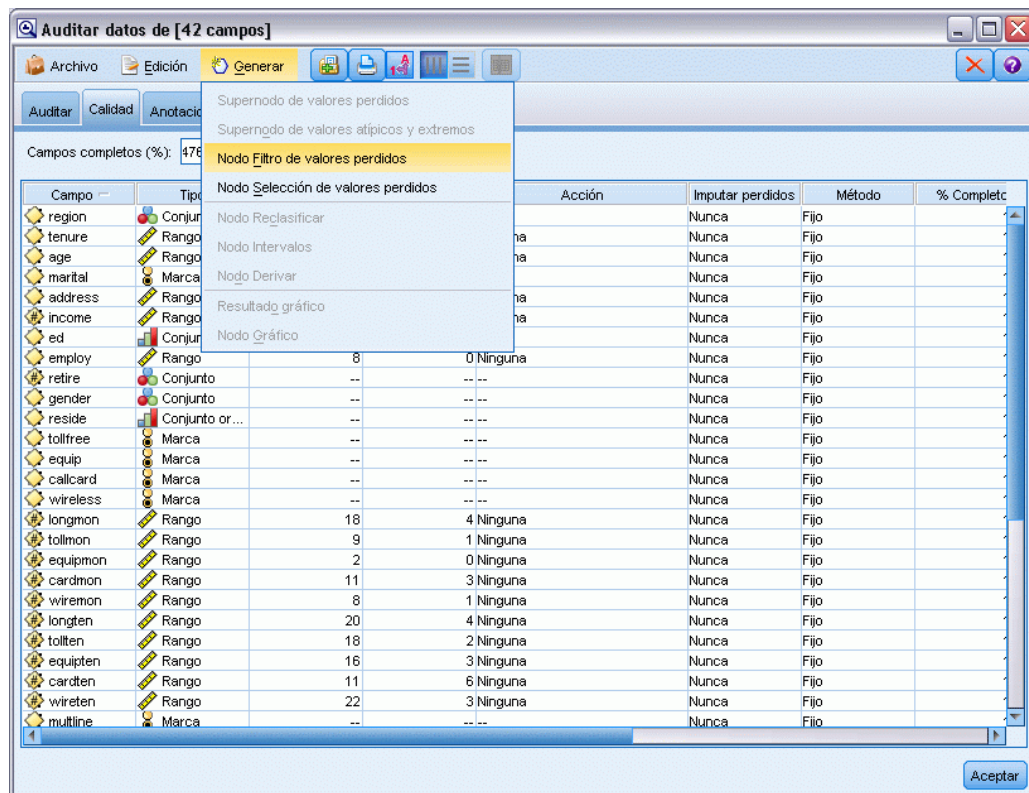 Auditar datos de [42 campos]
Archivo Edición Generar
Auditar Calidad Anotacio
Supernodo de valores perdidos
Supernodo de valores atípicos y extremos
Nodo Filtro de valores perdidos
Nodo Selección de valores perdidos
Nodo Reclasificar
Nodo Intervalos
Nodo Derivar
Resultado gráfico
Nodo Gráfico
Campos completos (%): 476
Campo Tipo Acción Imputar perdidos Método % Completo
region Conjun Nunca Fijo
tenure Rango na Nunca Fijo
age Rango na Nunca Fijo
marital Marca Nunca Fijo
address Rango na Nunca Fijo
income Rango na Nunca Fijo
ed Conjun Nunca Fijo
employ Rango 8 0 Ninguna Nunca Fijo
retire Conjunto -- -- -- Nunca Fijo
gender Conjunto -- -- -- Nunca Fijo
reside Conjunto or... -- -- -- Nunca Fijo
tollfree Marca -- -- -- Nunca Fijo
equip Marca -- -- -- Nunca Fijo
callcard Marca -- -- -- Nunca Fijo
wireless Marca -- -- -- Nunca Fijo
longmon Rango 18 4 Ninguna Nunca Fijo
tollmon Rango 9 1 Ninguna Nunca Fijo
equipmon Rango 2 0 Ninguna Nunca Fijo
cardmon Rango 11 3 Ninguna Nunca Fijo
wiremon Rango 8 1 Ninguna Nunca Fijo
longten Rango 20 4 Ninguna Nunca Fijo
tollten Rango 18 2 Ninguna Nunca Fijo
equipten Rango 16 3 Ninguna Nunca Fijo
cardten Rango 11 6 Ninguna Nunca Fijo
wireten Rango 22 3 Ninguna Nunca Fijo
multline Marca -- -- -- Nunca Fijo
Aceptar